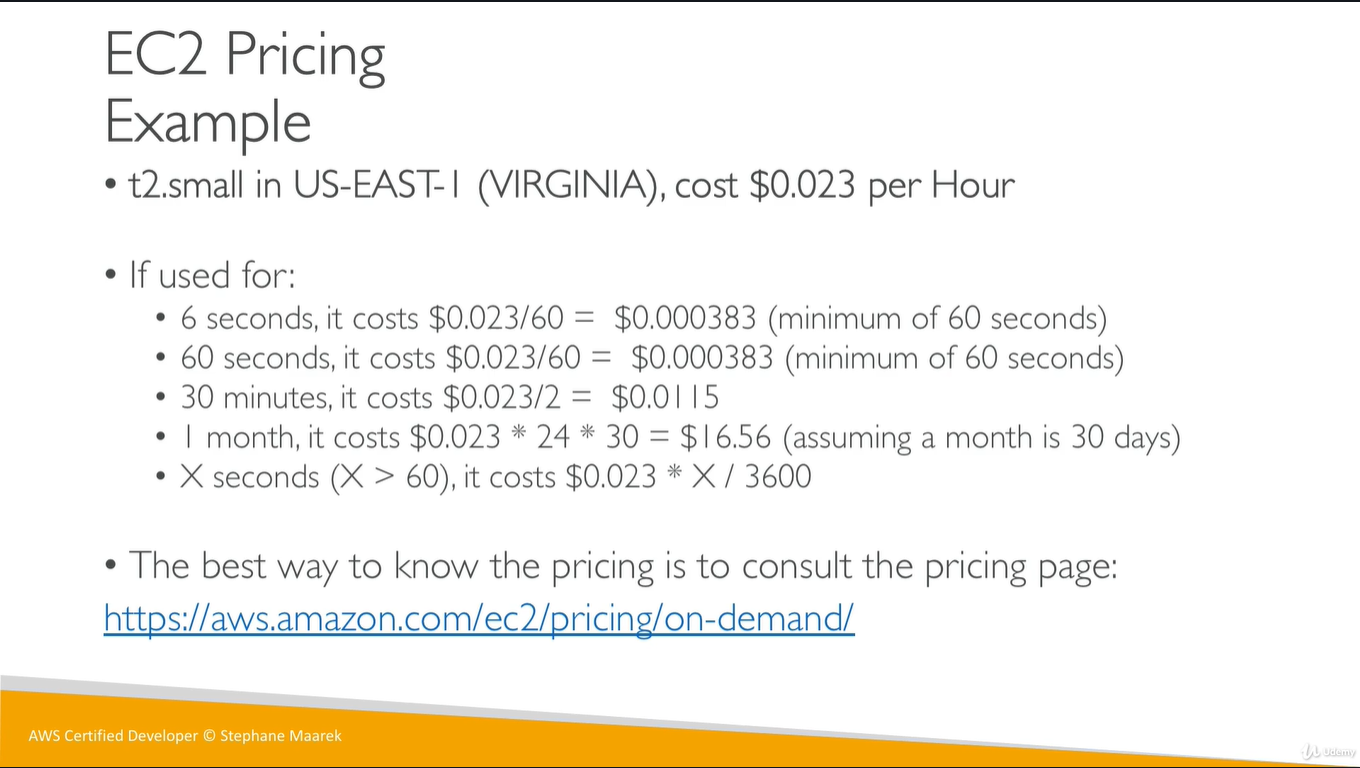 EC2 Pricing
Example
• t2.small in US-EAST-1 (VIRGINIA), cost $0.023 per Hour
• If used for:
• 6 seconds, it costs $0.023/60 = $0.000383 (minimum of 60 seconds)
• 60 seconds, it costs $0.023/60 = $0.000383 (minimum of 60 seconds)
• 30 minutes, it costs $0.023/2 = $0.0115
• 1 month, it costs $0.023 * 24 * 30 = $16.56 (assuming a month is 30 days)
• X seconds (X > 60), it costs $0.023 * X / 3600
• The best way to know the pricing is to consult the pricing page:
https://aws.amazon.com/ec2/pricing/on-demand/
AWS Certified Developer © Stephane Maarek
Udemy